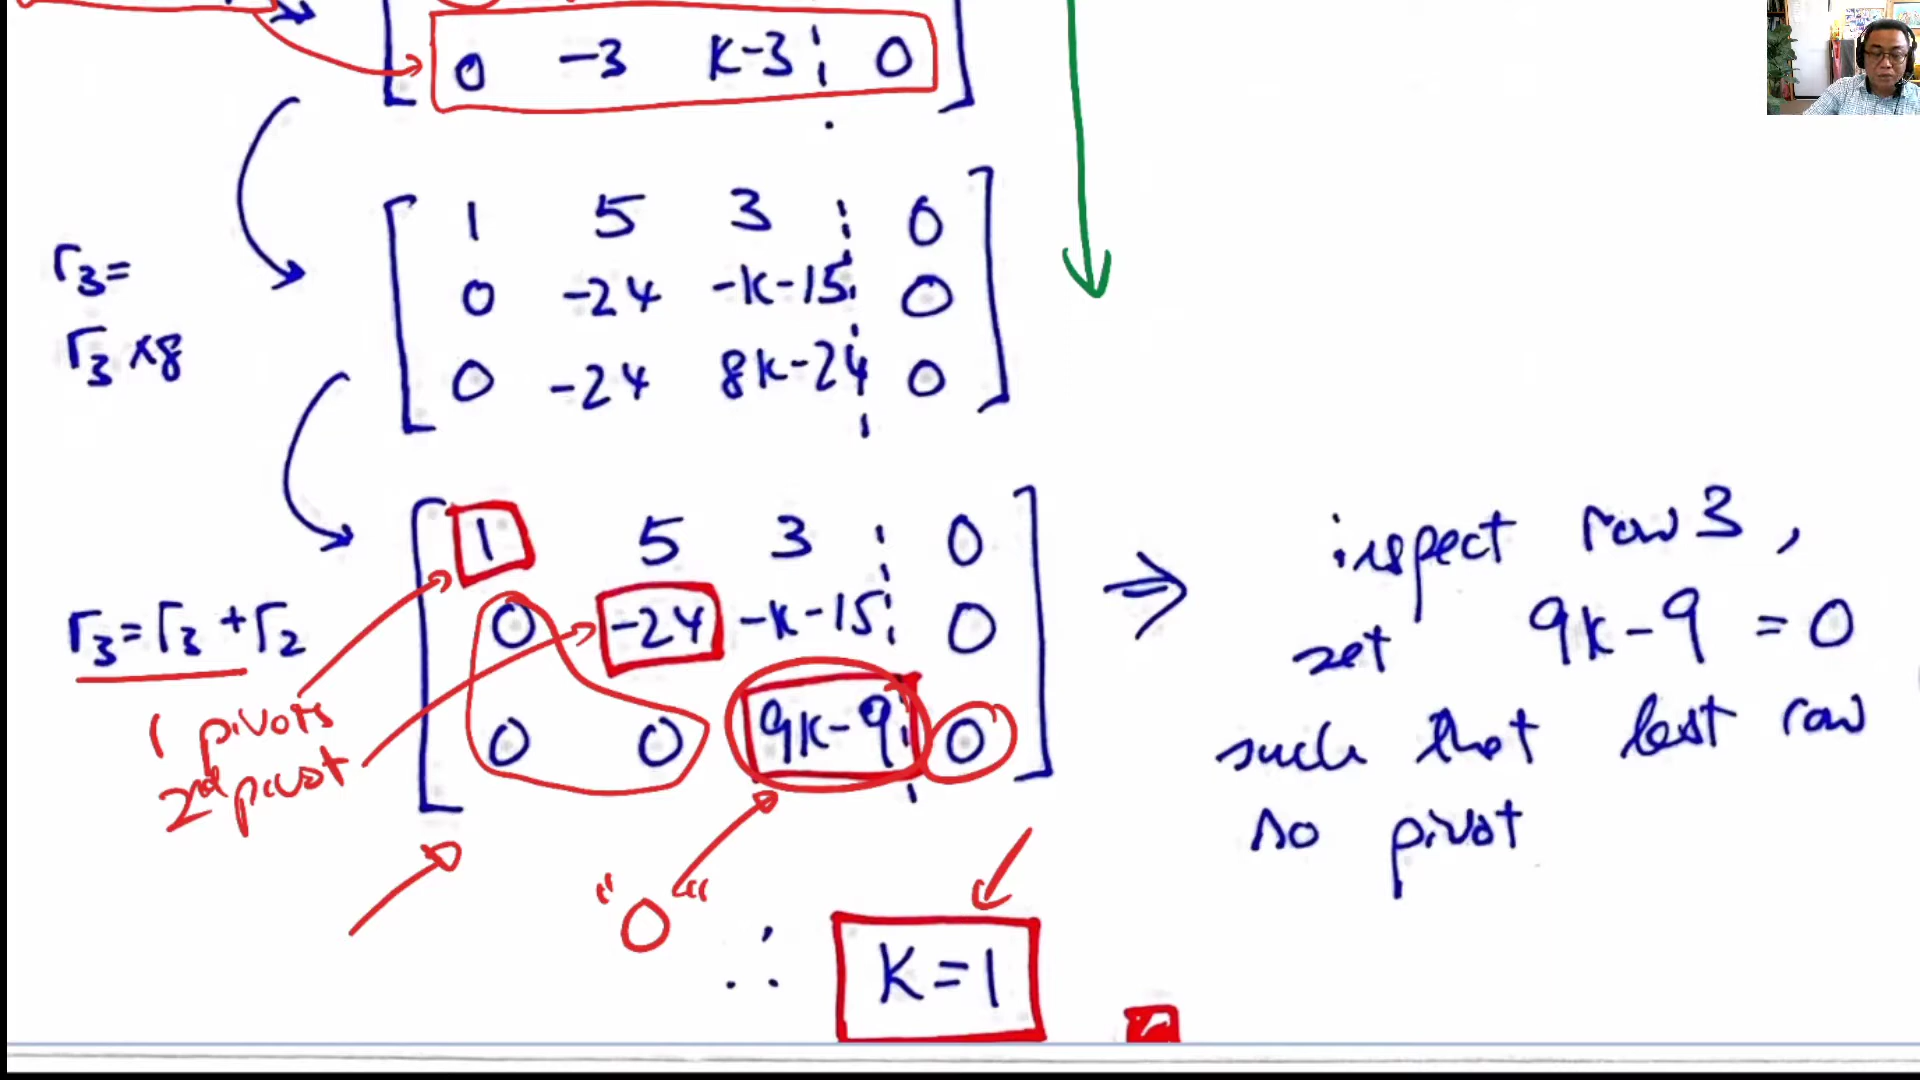 0 -3 k-3 ⋮ 0
1 5 3 ⋮ 0
r3=
0 -24 -k-15 ⋮ 0
r3 x8
0 -24 8k-24 ⋮ 0
1 5 3 ⋮ 0
inspect row 3,
r3=r3+r2
0 -24 -k-15 ⋮ 0
⇒
set 9k-9 = 0
1 pivots
0 0 9k-9 ⋮ 0
such that last row
2nd pivot
no pivot
"0"
∴ K=1